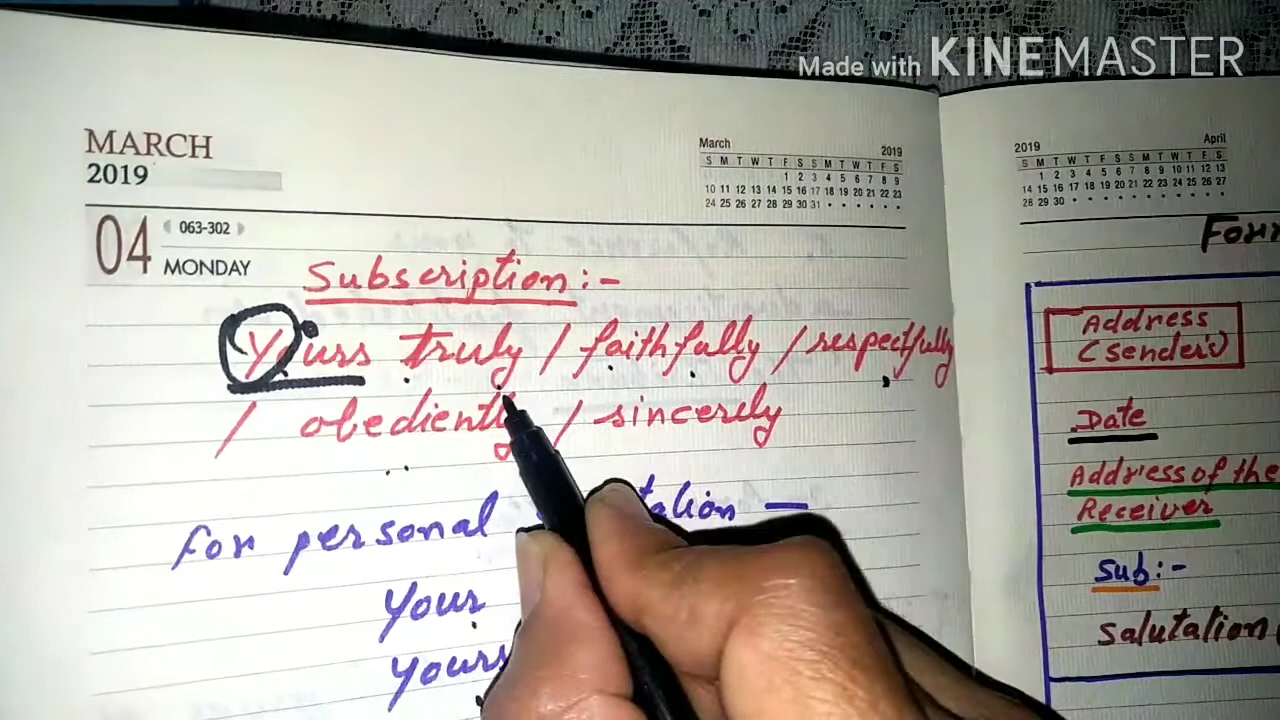 Made with KINEMASTER
MARCH
2019
04
063-302
MONDAY
March 2019
S M T W T F S S M T W T F S S M T W T F S
1 2 3 4 5 6 7 8 9
10 11 12 13 14 15 16 17 18 19 20 21 22 23
24 25 26 27 28 29 30 31
Subscription:-
Yours truly / faithfully / respectfully
/ obediently / sincerely
For personal
Your
Yours
2019 April
S M T W T F S S M T W T F S
1 2 3 4 5 6 7 8 9 10 11 12 13
14 15 16 17 18 19 20 21 22 23 24 25 26 27
28 29 30
Address
(sender)
Date
Address of the
Receiver
Sub:-
Salutation